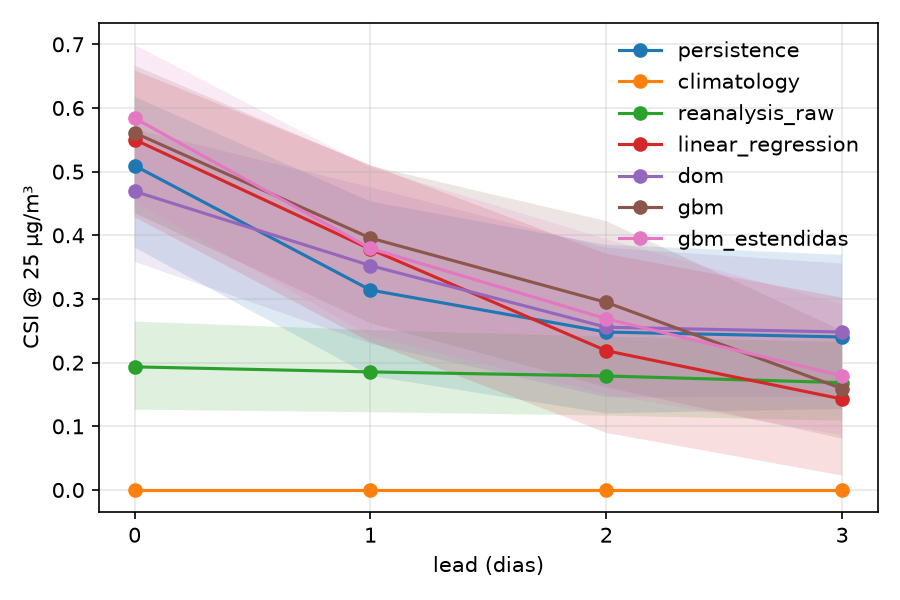 0.7
0.6
0.5
0.4
0.3
0.2
0.1
0.0
CSI @ 25 µg/m³
persistence
climatology
reanalysis_raw
linear_regression
dom
gbm
gbm_estendidas
0 1 2 3
lead (dias)